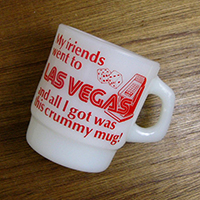 My friends
went to
LAS VEGAS
and all I got was
this crummy mug!